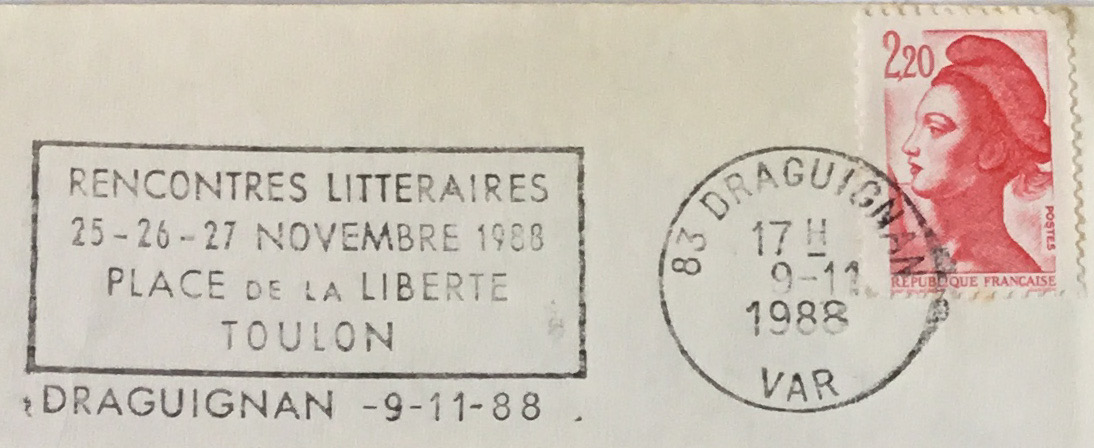 RENCONTRES LITTERAIRES
25-26-27 NOVEMBRE 1988
PLACE DE LA LIBERTE
TOULON
DRAGUIGNAN -9-11-88
83 DRAGUIGNAN
17 H
9-11
1988
VAR
2,20
POSTES
REPUBLIQUE FRANÇAISE